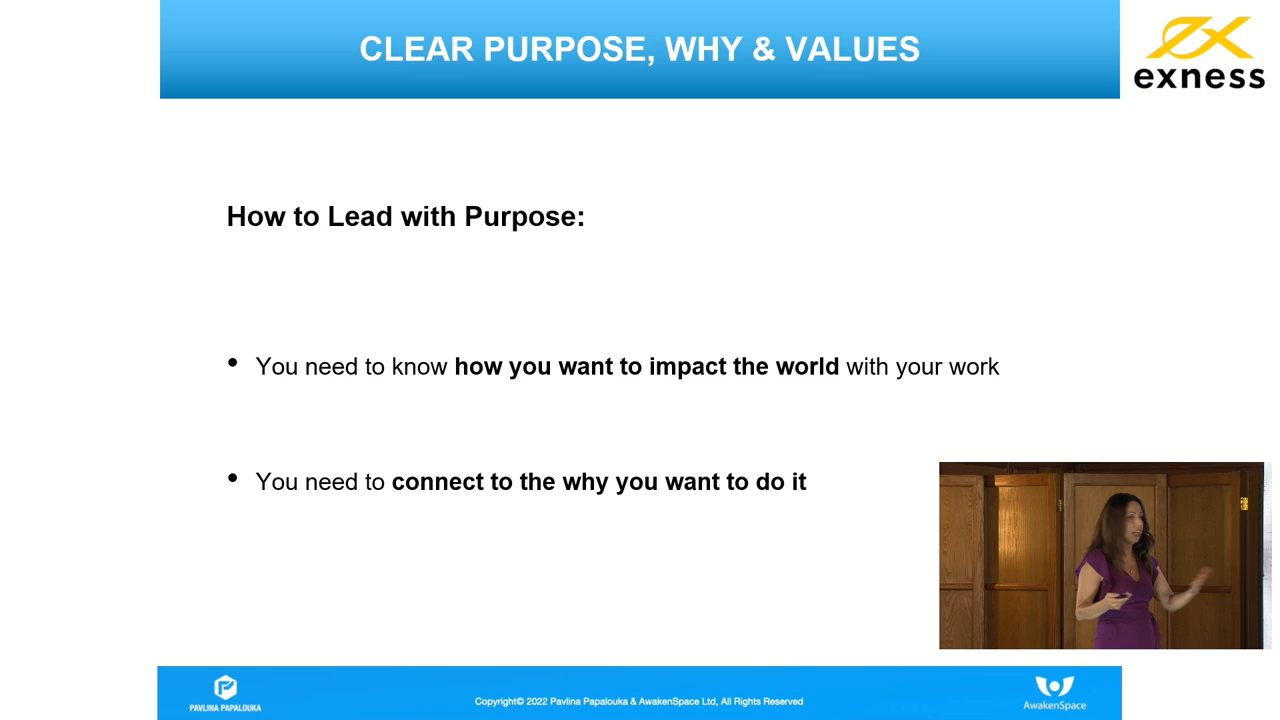 CLEAR PURPOSE, WHY & VALUES
exness
How to Lead with Purpose:
• You need to know how you want to impact the world with your work
• You need to connect to the why you want to do it
PAVLINA PAPALOUKA
Copyright© 2022 Pavlina Papalouka & AwakenSpace Ltd, All Rights Reserved
AwakenSpace